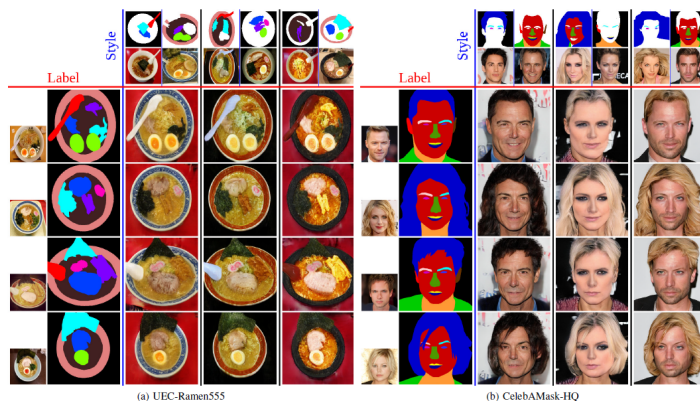 Style
Style
Label
Label
(a) UEC-Ramen555
(b) CelebAMask-HQ